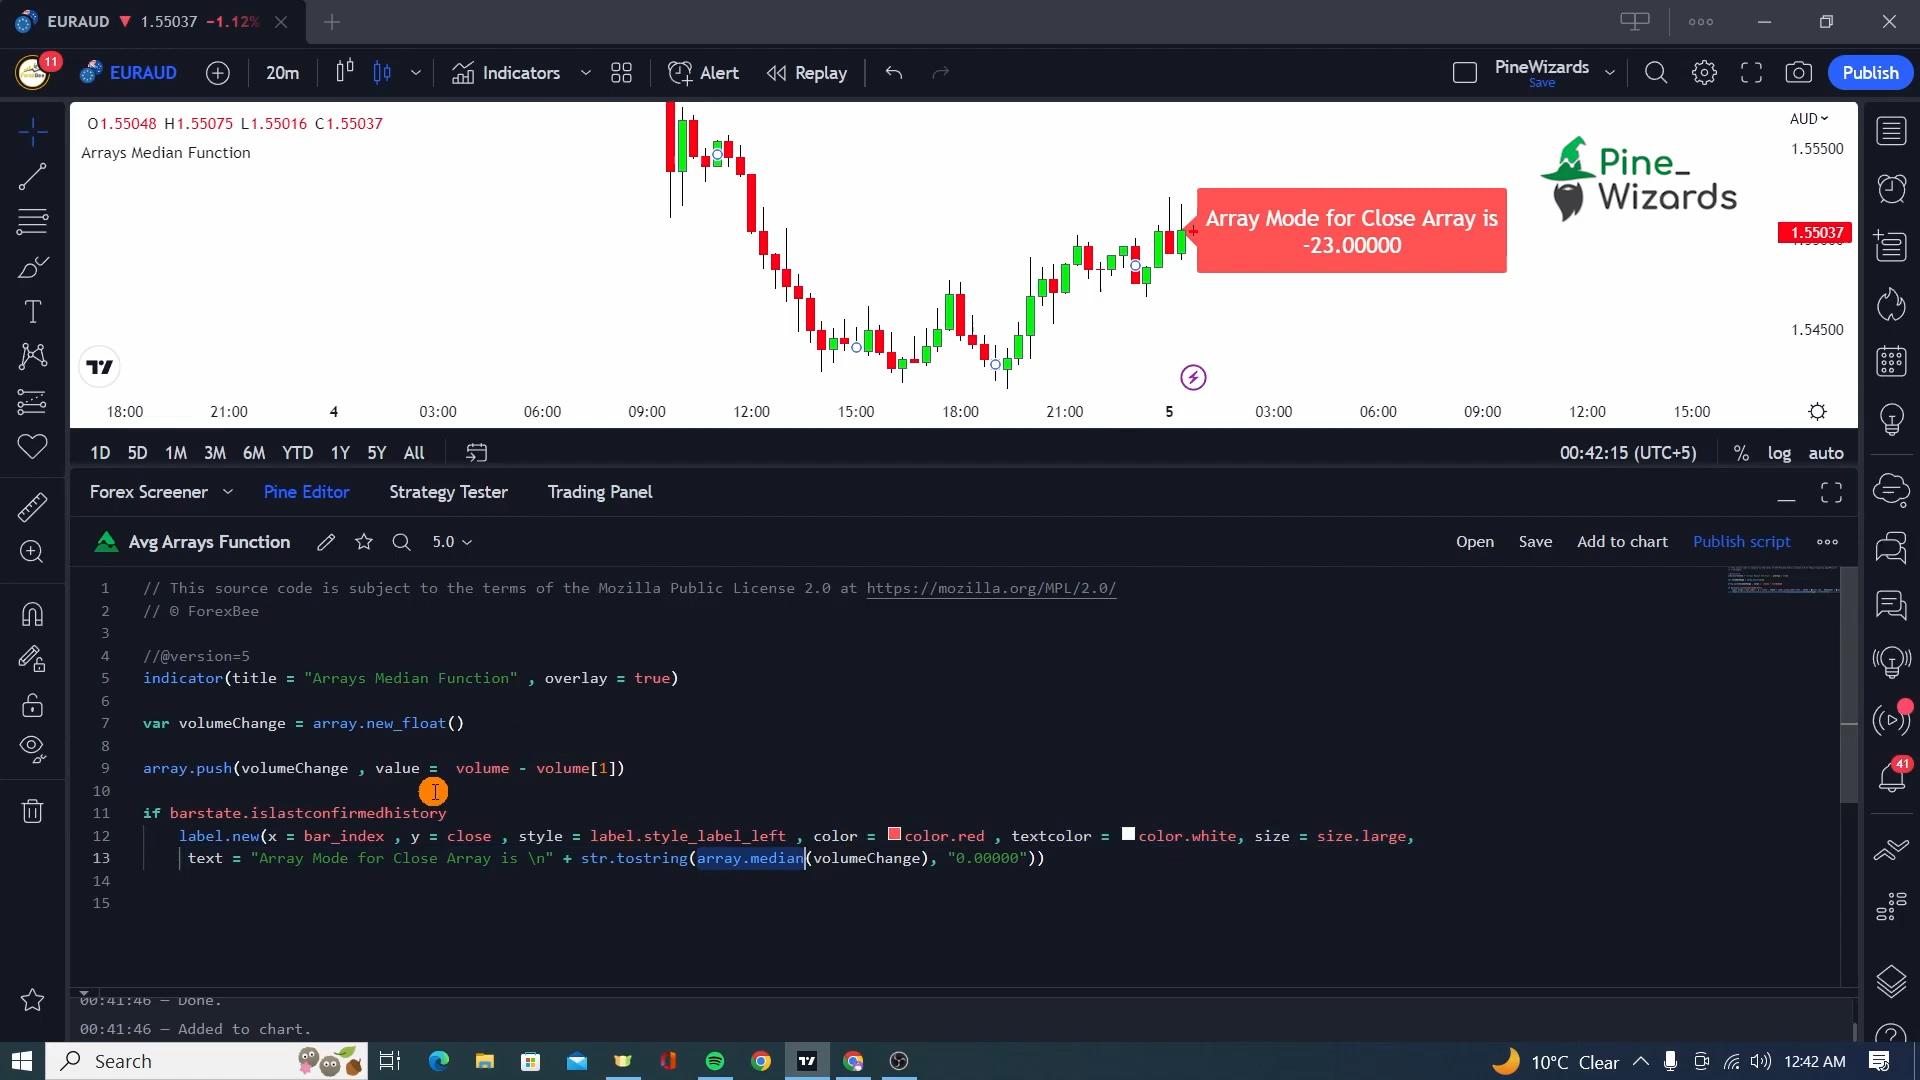 EURAUD ▼ 1.55037 −1.12%
11
EURAUD 20m Indicators Alert Replay PineWizards Save Publish
O1.55048 H1.55075 L1.55016 C1.55037
Arrays Median Function
AUD
1.55500
Pine_
Wizards
Array Mode for Close Array is
-23.00000
1.55037
1.54500
18:00 21:00 4 03:00 06:00 09:00 12:00 15:00 18:00 21:00 5 03:00 06:00 09:00 12:00 15:00
1D 5D 1M 3M 6M YTD 1Y 5Y All 00:42:15 (UTC+5) % log auto
Forex Screener Pine Editor Strategy Tester Trading Panel
Avg Arrays Function 5.0 Open Save Add to chart Publish script
1 // This source code is subject to the terms of the Mozilla Public License 2.0 at https://mozilla.org/MPL/2.0/
2 // © ForexBee
3
4 //@version=5
5 indicator(title = "Arrays Median Function" , overlay = true)
6
7 var volumeChange = array.new_float()
8
9 array.push(volumeChange , value =  volume - volume[1])
10
11 if barstate.islastconfirmedhistory
12 label.new(x = bar_index , y = close , style = label.style_label_left , color = color.red , textcolor = color.white, size = size.large,
13 text = "Array Mode for Close Array is \n" + str.tostring(array.median(volumeChange), "0.00000"))
14
15
41
00:41:46 — Done.
00:41:46 — Added to chart.
Search 10°C Clear 12:42 AM